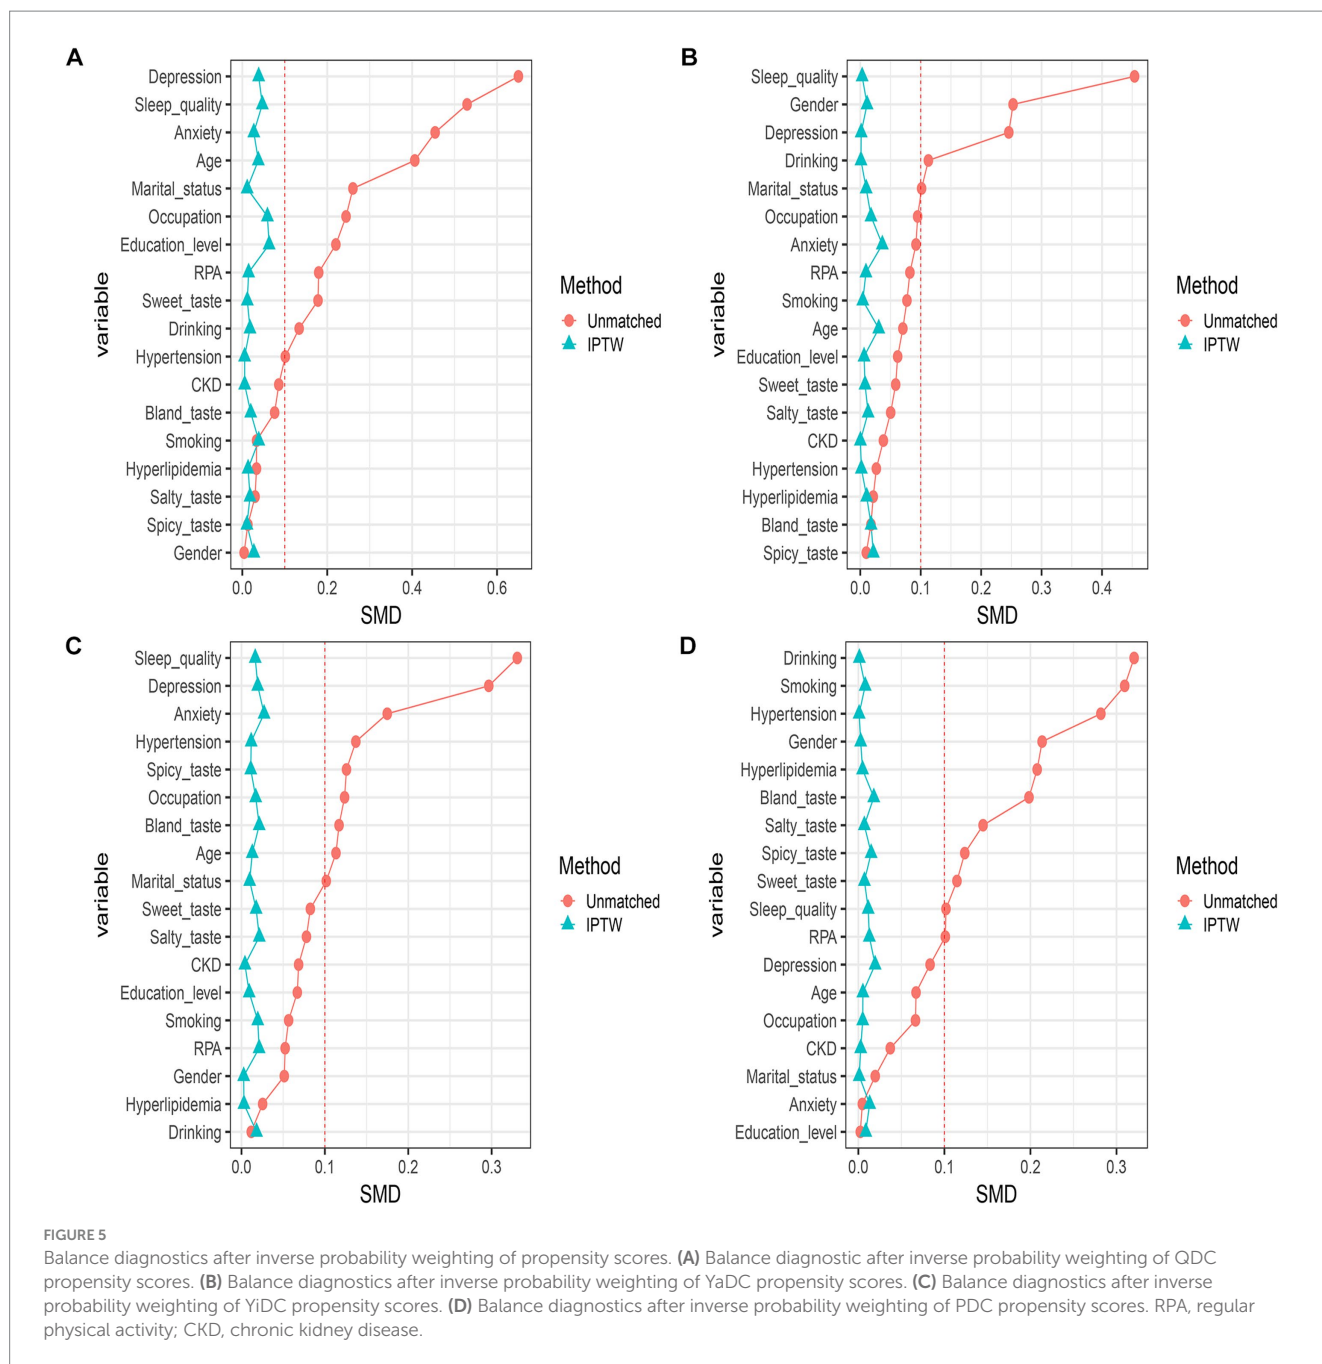 A
Depression
Sleep_quality
Anxiety
Age
Marital_status
Occupation
Education_level
RPA
Sweet_taste
Drinking
Hypertension
CKD
Bland_taste
Smoking
Hyperlipidemia
Salty_taste
Spicy_taste
Gender
variable
0.0 0.2 0.4 0.6
SMD
Method
Unmatched
IPTW
B
Sleep_quality
Gender
Depression
Drinking
Marital_status
Occupation
Anxiety
RPA
Smoking
Age
Education_level
Sweet_taste
Salty_taste
CKD
Hypertension
Hyperlipidemia
Bland_taste
Spicy_taste
variable
0.0 0.1 0.2 0.3 0.4
SMD
Method
Unmatched
IPTW
C
Sleep_quality
Depression
Anxiety
Hypertension
Spicy_taste
Occupation
Bland_taste
Age
Marital_status
Sweet_taste
Salty_taste
CKD
Education_level
Smoking
RPA
Gender
Hyperlipidemia
Drinking
variable
0.0 0.1 0.2 0.3
SMD
Method
Unmatched
IPTW
D
Drinking
Smoking
Hypertension
Gender
Hyperlipidemia
Bland_taste
Salty_taste
Spicy_taste
Sweet_taste
Sleep_quality
RPA
Depression
Age
Occupation
CKD
Marital_status
Anxiety
Education_level
variable
0.0 0.1 0.2 0.3
SMD
Method
Unmatched
IPTW
FIGURE 5
Balance diagnostics after inverse probability weighting of propensity scores. (A) Balance diagnostic after inverse probability weighting of QDC
propensity scores. (B) Balance diagnostics after inverse probability weighting of YaDC propensity scores. (C) Balance diagnostics after inverse
probability weighting of YiDC propensity scores. (D) Balance diagnostics after inverse probability weighting of PDC propensity scores. RPA, regular
physical activity; CKD, chronic kidney disease.